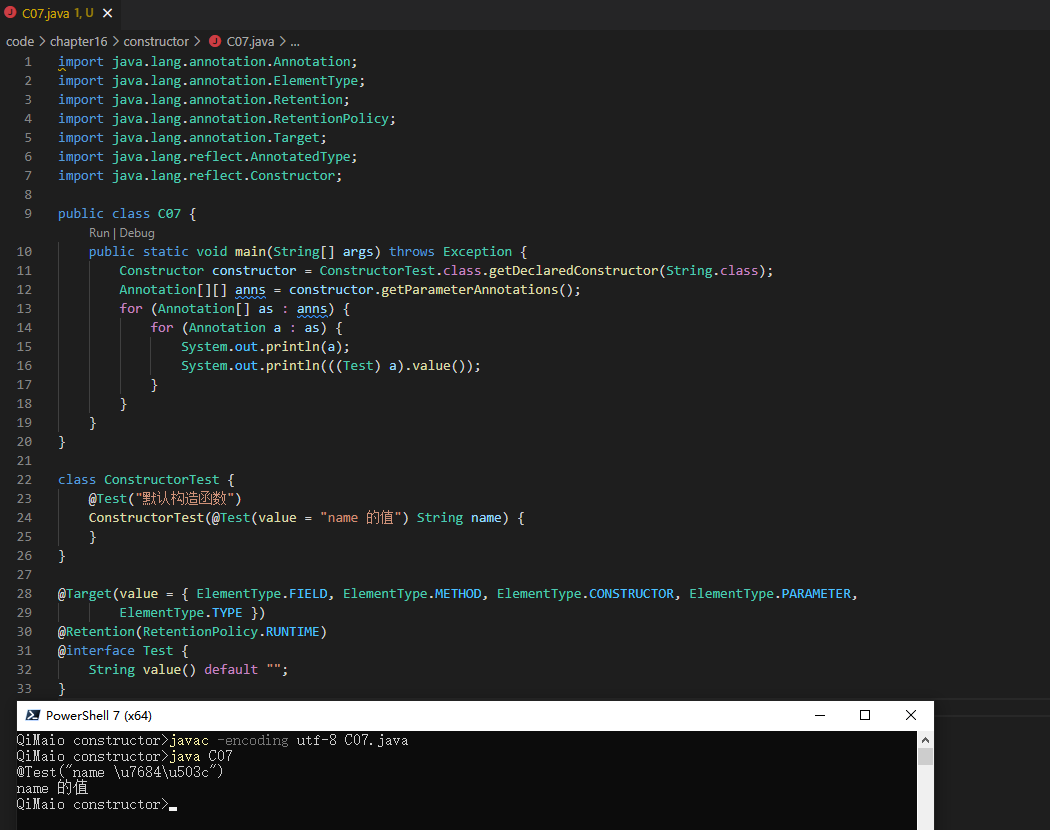 C07.java 1, U
code > chapter16 > constructor > C07.java > ...
1 import java.lang.annotation.Annotation;
2 import java.lang.annotation.ElementType;
3 import java.lang.annotation.Retention;
4 import java.lang.annotation.RetentionPolicy;
5 import java.lang.annotation.Target;
6 import java.lang.reflect.AnnotatedType;
7 import java.lang.reflect.Constructor;
8
9 public class C07 {
Run | Debug
10 public static void main(String[] args) throws Exception {
11 Constructor constructor = ConstructorTest.class.getDeclaredConstructor(String.class);
12 Annotation[][] anns = constructor.getParameterAnnotations();
13 for (Annotation[] as : anns) {
14 for (Annotation a : as) {
15 System.out.println(a);
16 System.out.println(((Test) a).value());
17 }
18 }
19 }
20 }
21
22 class ConstructorTest {
23 @Test("默认构造函数")
24 ConstructorTest(@Test(value = "name 的值") String name) {
25 }
26 }
27
28 @Target(value = { ElementType.FIELD, ElementType.METHOD, ElementType.CONSTRUCTOR, ElementType.PARAMETER,
29 ElementType.TYPE })
30 @Retention(RetentionPolicy.RUNTIME)
31 @interface Test {
32 String value() default "";
33 }
PowerShell 7 (x64)
QiMaio constructor>javac -encoding utf-8 C07.java
QiMaio constructor>java C07
@Test("name \u7684\u503c")
name 的值
QiMaio constructor>